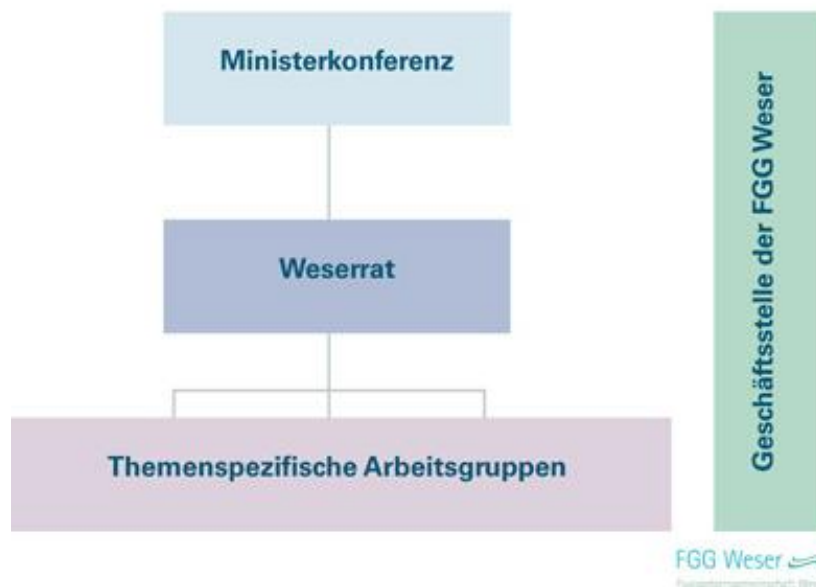 Ministerkonferenz
Weserrat
Themenspezifische Arbeitsgruppen
Geschäftsstelle der FGG Weser
FGG Weser